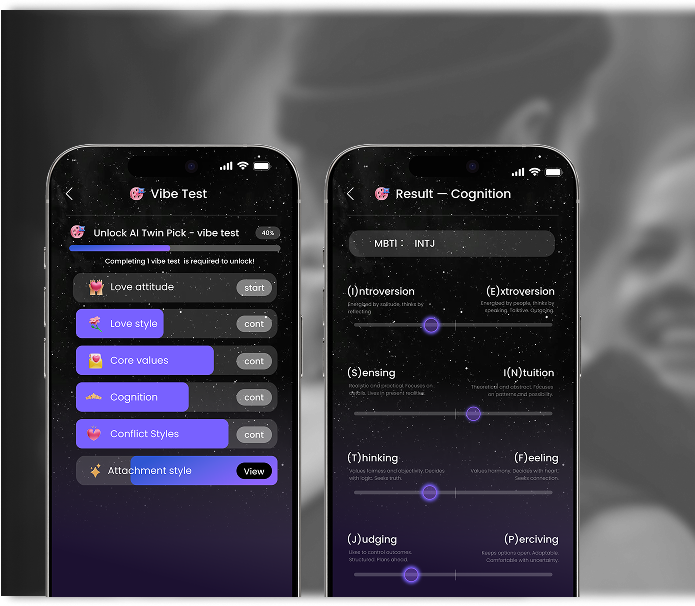 Vibe Test
Unlock AI Twin Pick - vibe test
40%
Completing 1 vibe test is required to unlock!
Love attitude
start
Love style
cont
Core values
cont
Cognition
cont
Conflict Styles
cont
Attachment style
View
Result — Cognition
MBTI : INTJ
(I)ntroversion
(E)xtroversion
Energized by solitude, thinks by
reflecting.
Energized by people, thinks by
speaking. Talktive. Outgoing.
(S)ensing
I(N)tuition
Realistic and practical. Focuses on
details. Lives in present realities.
Theoretical and abstract. Focuses
on patterns and possibility.
(T)hinking
(F)eeling
Values fairness and objectivity. Decides
with logic. Seeks truth.
Values harmony. Decides with heart.
Seeks connection.
(J)udging
(P)erciving
Likes to control outcomes.
Structured. Plans ahead.
Keeps options open. Adaptable.
Comfortable with uncertainty.